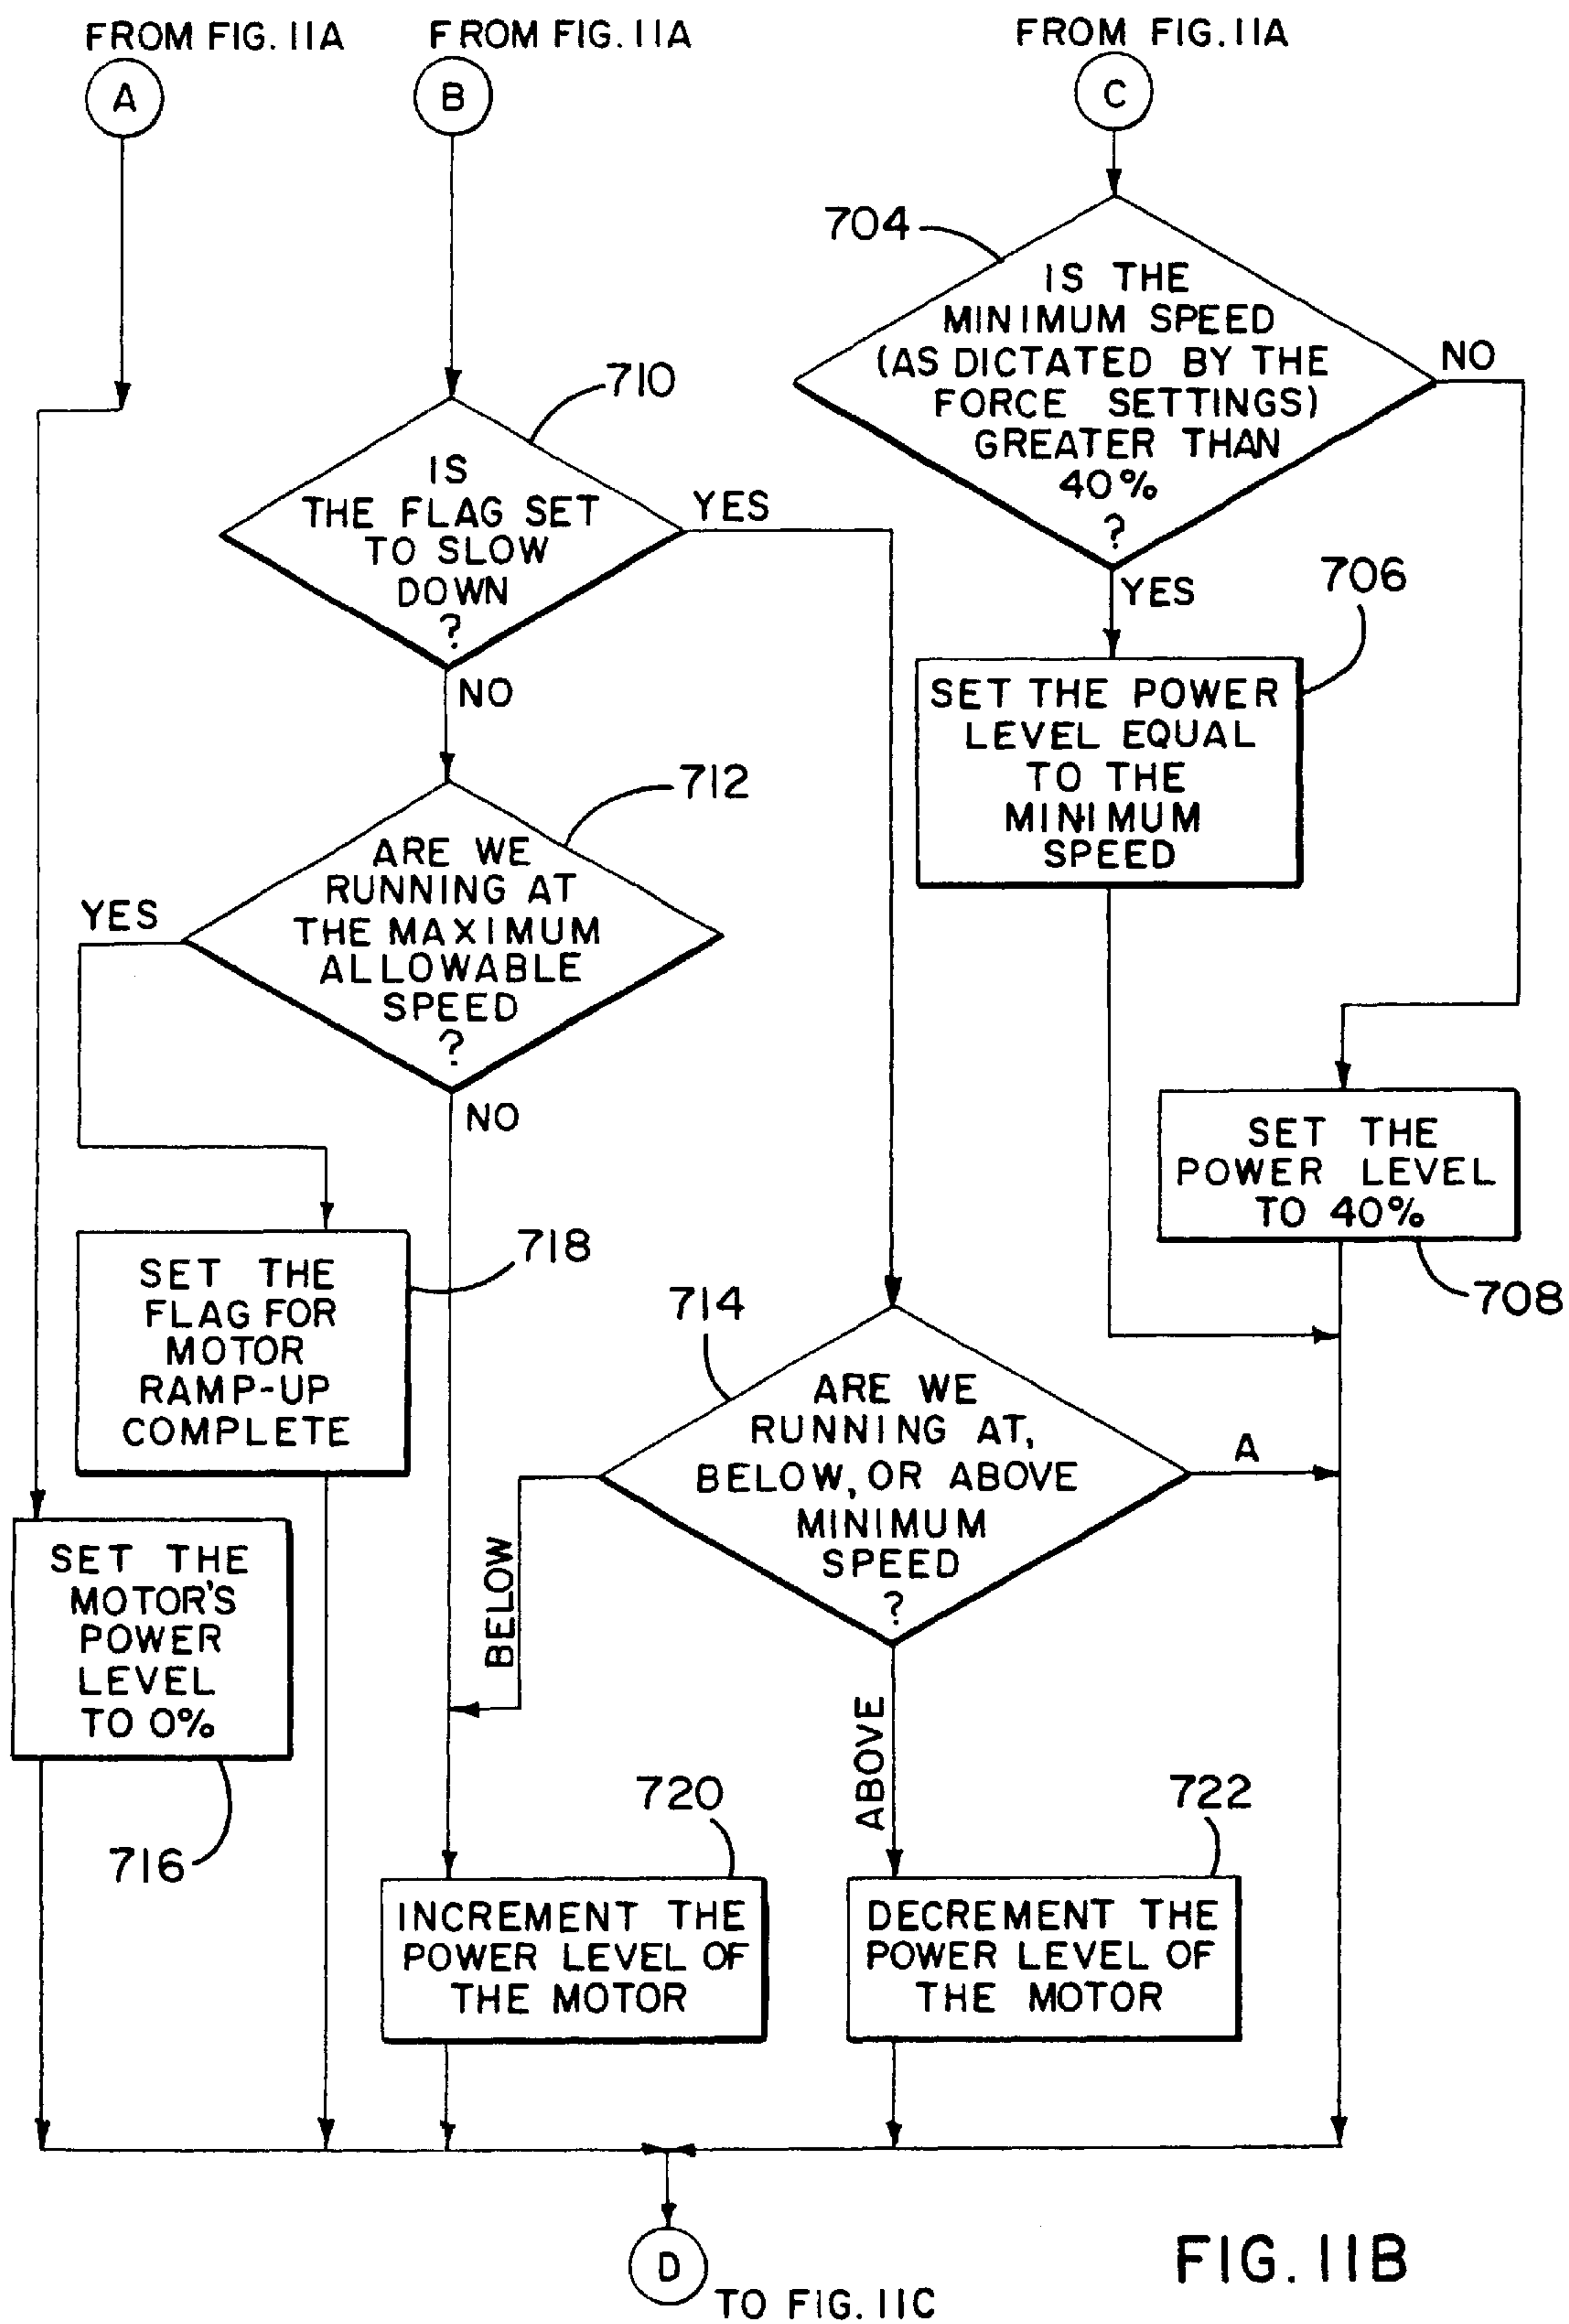 FROM FIG. 11A
FROM FIG. 11A
FROM FIG. 11A
A
B
C
704
IS THE
MINIMUM SPEED
(AS DICTATED BY THE
FORCE SETTINGS)
GREATER THAN
40%
?
NO
YES
710
IS
THE FLAG SET
TO SLOW
DOWN
?
YES
NO
706
SET THE POWER
LEVEL EQUAL
TO THE
MINIMUM
SPEED
712
ARE WE
RUNNING AT
THE MAXIMUM
ALLOWABLE
SPEED
?
YES
NO
SET THE
POWER LEVEL
TO 40%
708
718
SET THE
FLAG FOR
MOTOR
RAMP-UP
COMPLETE
714
ARE WE
RUNNING AT,
BELOW, OR ABOVE
MINIMUM
SPEED
?
A
BELOW
ABOVE
SET THE
MOTOR'S
POWER
LEVEL
TO 0%
716
720
INCREMENT THE
POWER LEVEL OF
THE MOTOR
722
DECREMENT THE
POWER LEVEL OF
THE MOTOR
D
TO FIG. 11C
FIG. 11B